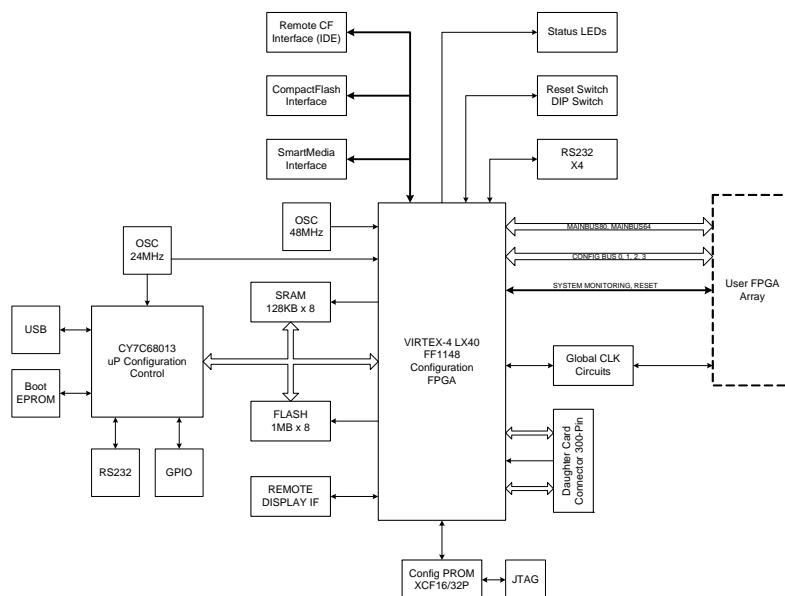 Remote CF
Interface (IDE)
Status LEDs
CompactFlash
Interface
Reset Switch
DIP Switch
SmartMedia
Interface
RS232
X4
OSC
48MHz
OSC
24MHz
MAINBUS80, MAINBUS64
CONFIG BUS 0, 1, 2, 3
SYSTEM MONITORING, RESET
User FPGA
Array
SRAM
128KB x 8
USB
CY7C68013
uP Configuration
Control
VIRTEX-4 LX40
FF1148
Configuration
FPGA
Global CLK
Circuits
Boot
EPROM
FLASH
1MB x 8
Daughter Card
Connector 300-Pin
RS232
GPIO
REMOTE
DISPLAY IF
Config PROM
XCF16/32P
JTAG